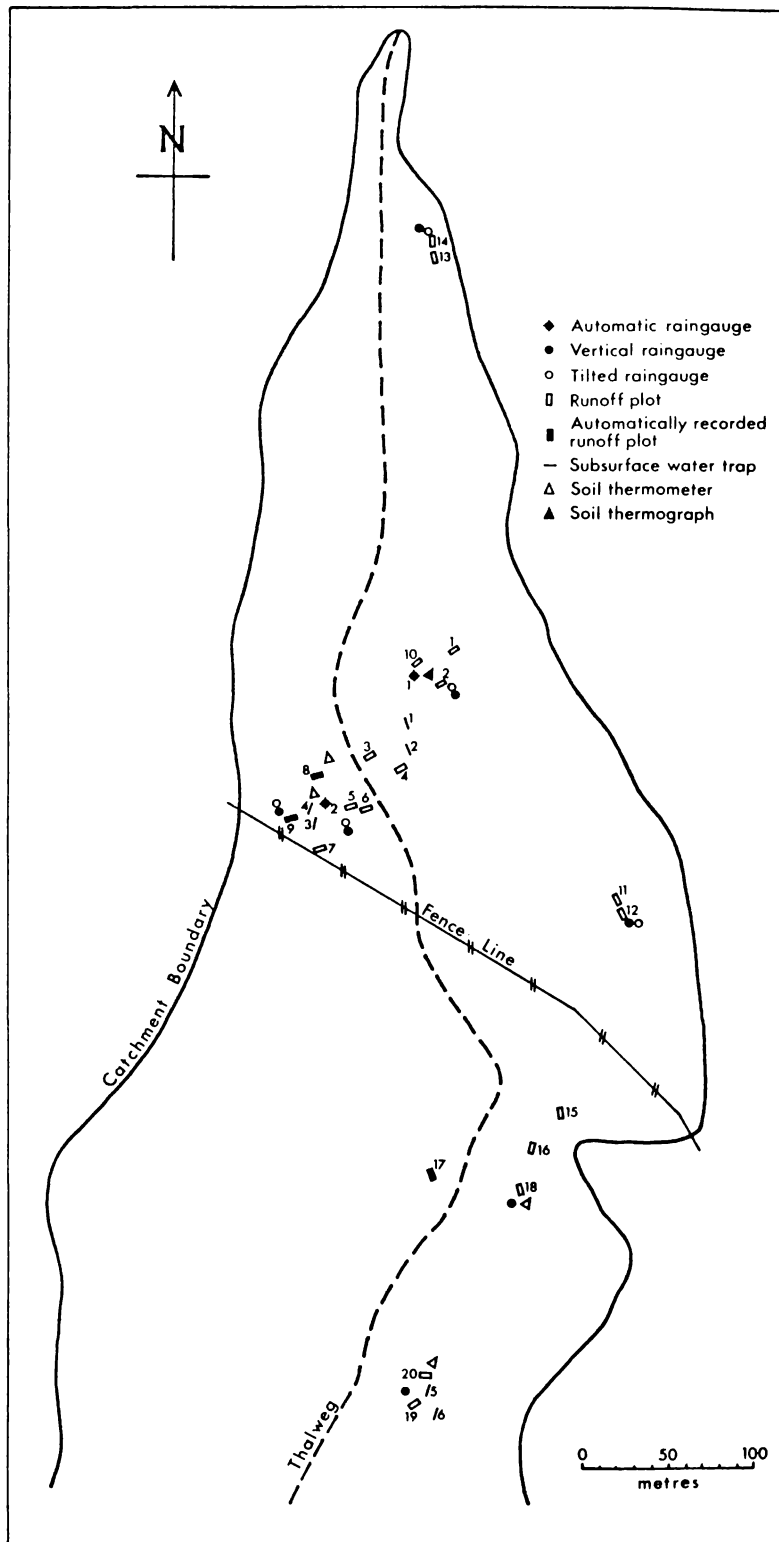 N
14
13
Automatic raingauge
Vertical raingauge
Tilted raingauge
Runoff plot
Automatically recorded
runoff plot
Subsurface water trap
Soil thermometer
Soil thermograph
1
10
1
2
1
2
3
4
8
2
5
6
3
9
7
11
12
Catchment Boundary
Fence Line
15
16
17
18
20
5
19
6
Thalweg
0 50 100
metres